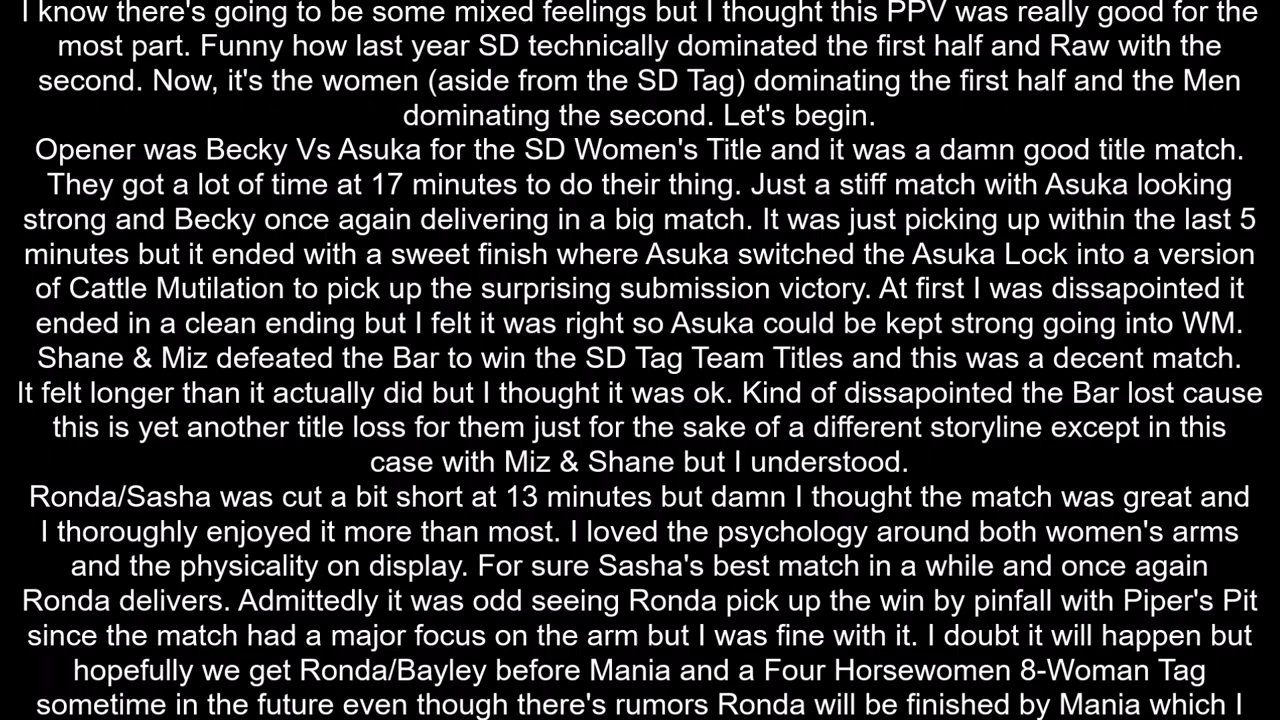 I know there's going to be some mixed feelings but I thought this PPV was really good for the
most part. Funny how last year SD technically dominated the first half and Raw with the
second. Now, it's the women (aside from the SD Tag) dominating the first half and the Men
dominating the second. Let's begin.
Opener was Becky Vs Asuka for the SD Women's Title and it was a damn good title match.
They got a lot of time at 17 minutes to do their thing. Just a stiff match with Asuka looking
strong and Becky once again delivering in a big match. It was just picking up within the last 5
minutes but it ended with a sweet finish where Asuka switched the Asuka Lock into a version
of Cattle Mutilation to pick up the surprising submission victory. At first I was dissapointed it
ended in a clean ending but I felt it was right so Asuka could be kept strong going into WM.
Shane & Miz defeated the Bar to win the SD Tag Team Titles and this was a decent match.
It felt longer than it actually did but I thought it was ok. Kind of dissapointed the Bar lost cause
this is yet another title loss for them just for the sake of a different storyline except in this
case with Miz & Shane but I understood.
Ronda/Sasha was cut a bit short at 13 minutes but damn I thought the match was great and
I thoroughly enjoyed it more than most. I loved the psychology around both women's arms
and the physicality on display. For sure Sasha's best match in a while and once again
Ronda delivers. Admittedly it was odd seeing Ronda pick up the win by pinfall with Piper's Pit
since the match had a major focus on the arm but I was fine with it. I doubt it will happen but
hopefully we get Ronda/Bayley before Mania and a Four Horsewomen 8-Woman Tag
sometime in the future even though there's rumors Ronda will be finished by Mania which I